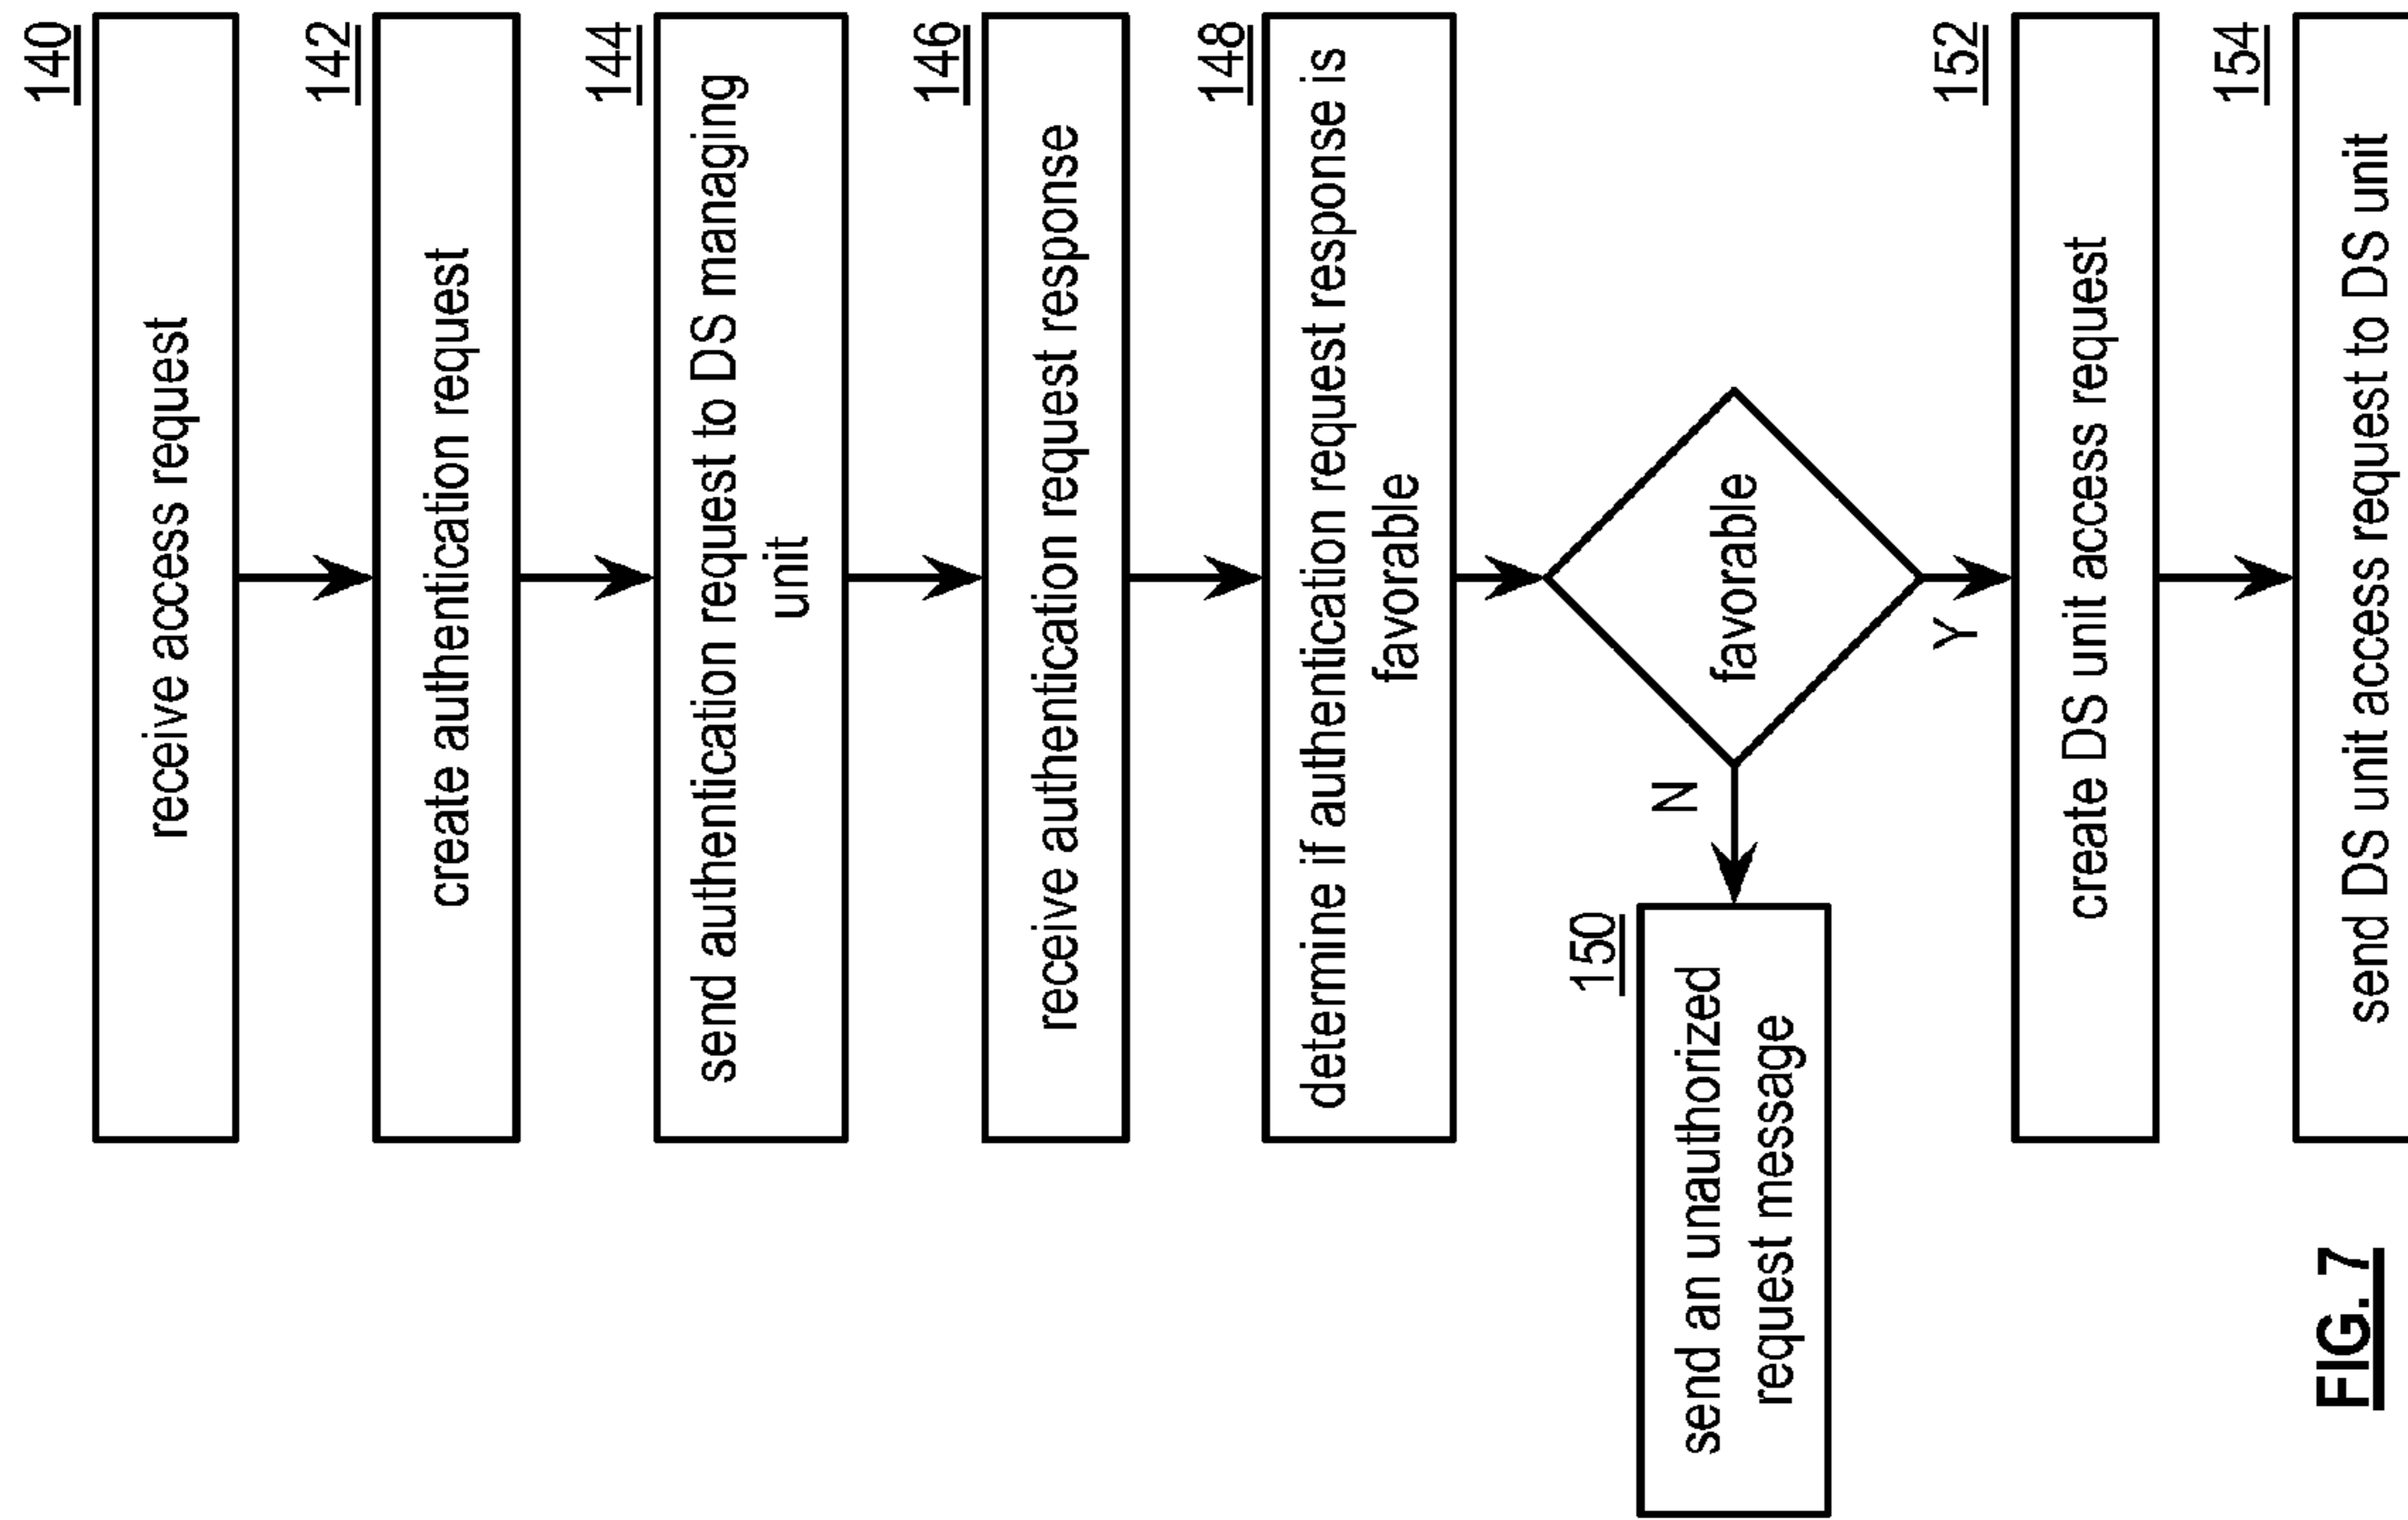 140
receive access request
142
create authentication request
144
send authentication request to DS managing
unit
146
receive authentication request response
148
determine if authentication request response is
favorable
favorable
N
Y
150
send an unauthorized
request message
152
create DS unit access request
154
send DS unit access request to DS unit
FIG. 7